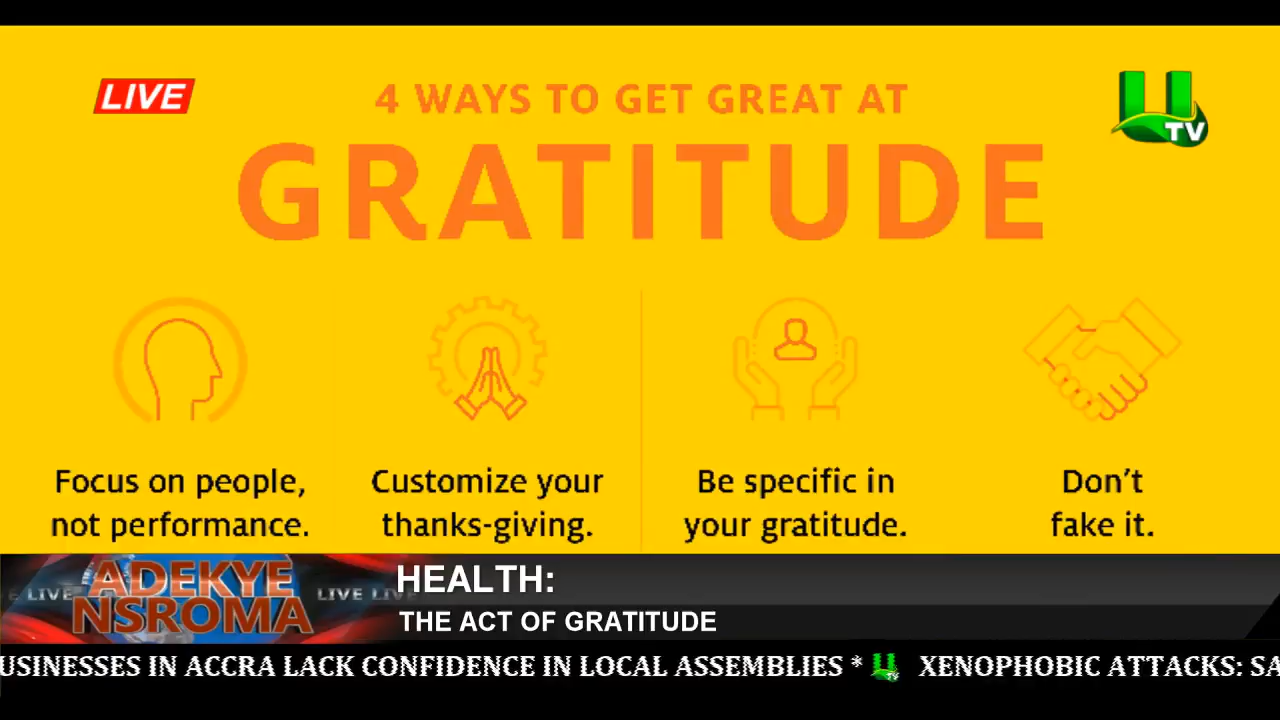 LIVE
4 WAYS TO GET GREAT AT
GRATITUDE
U
TV
Focus on people,
not performance.
Customize your
thanks-giving.
Be specific in
your gratitude.
Don't
fake it.
LIVE
ADEKYE
NSROMA
LIVE LIVE
HEALTH:
THE ACT OF GRATITUDE
USINESSES IN ACCRA LACK CONFIDENCE IN LOCAL ASSEMBLIES * U TV XENOPHOBIC ATTACKS: SA